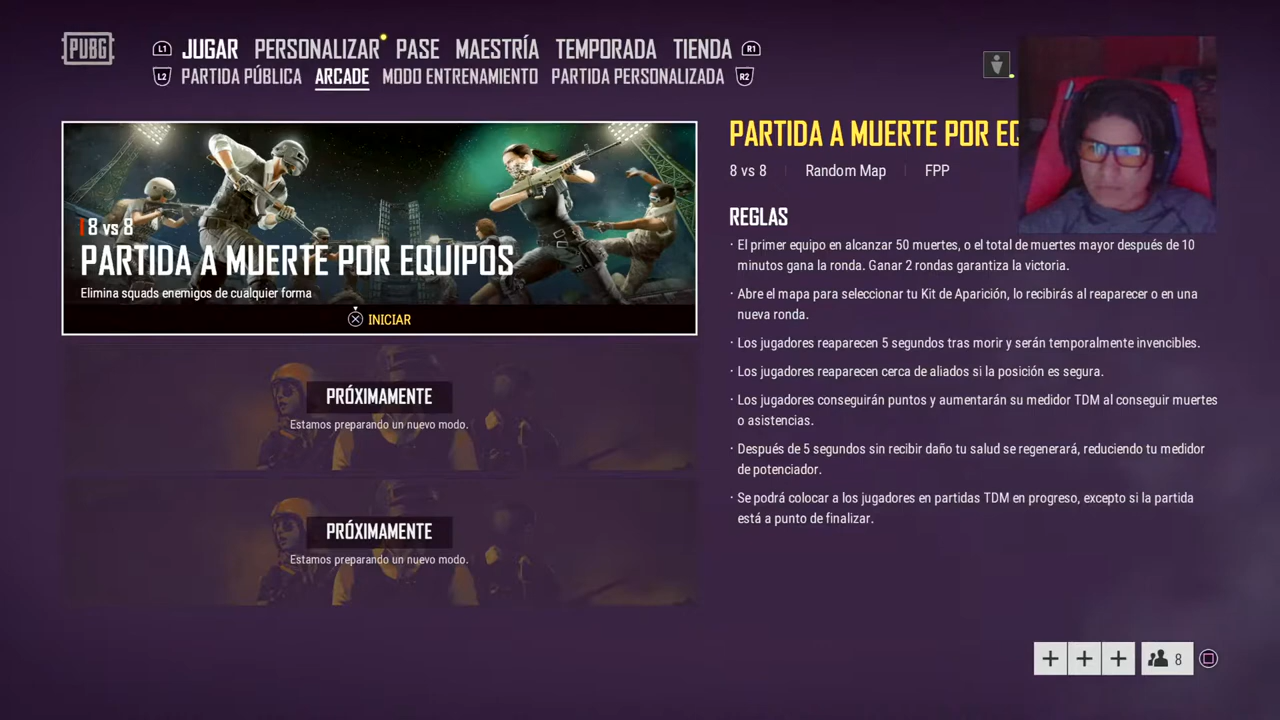 PUBG
L1 JUGAR PERSONALIZAR PASE MAESTRÍA TEMPORADA TIENDA R1
L2 PARTIDA PÚBLICA ARCADE MODO ENTRENAMIENTO PARTIDA PERSONALIZADA R2
8 vs 8
PARTIDA A MUERTE POR EQUIPOS
Elimina squads enemigos de cualquier forma
INICIAR
PRÓXIMAMENTE
Estamos preparando un nuevo modo.
PRÓXIMAMENTE
Estamos preparando un nuevo modo.
PARTIDA A MUERTE POR EQ
8 vs 8 Random Map FPP
REGLAS
· El primer equipo en alcanzar 50 muertes, o el total de muertes mayor después de 10
minutos gana la ronda. Ganar 2 rondas garantiza la victoria.
· Abre el mapa para seleccionar tu Kit de Aparición, lo recibirás al reaparecer o en una
nueva ronda.
· Los jugadores reaparecen 5 segundos tras morir y serán temporalmente invencibles.
· Los jugadores reaparecen cerca de aliados si la posición es segura.
· Los jugadores conseguirán puntos y aumentarán su medidor TDM al conseguir muertes
o asistencias.
· Después de 5 segundos sin recibir daño tu salud se regenerará, reduciendo tu medidor
de potenciador.
· Se podrá colocar a los jugadores en partidas TDM en progreso, excepto si la partida
está a punto de finalizar.
8